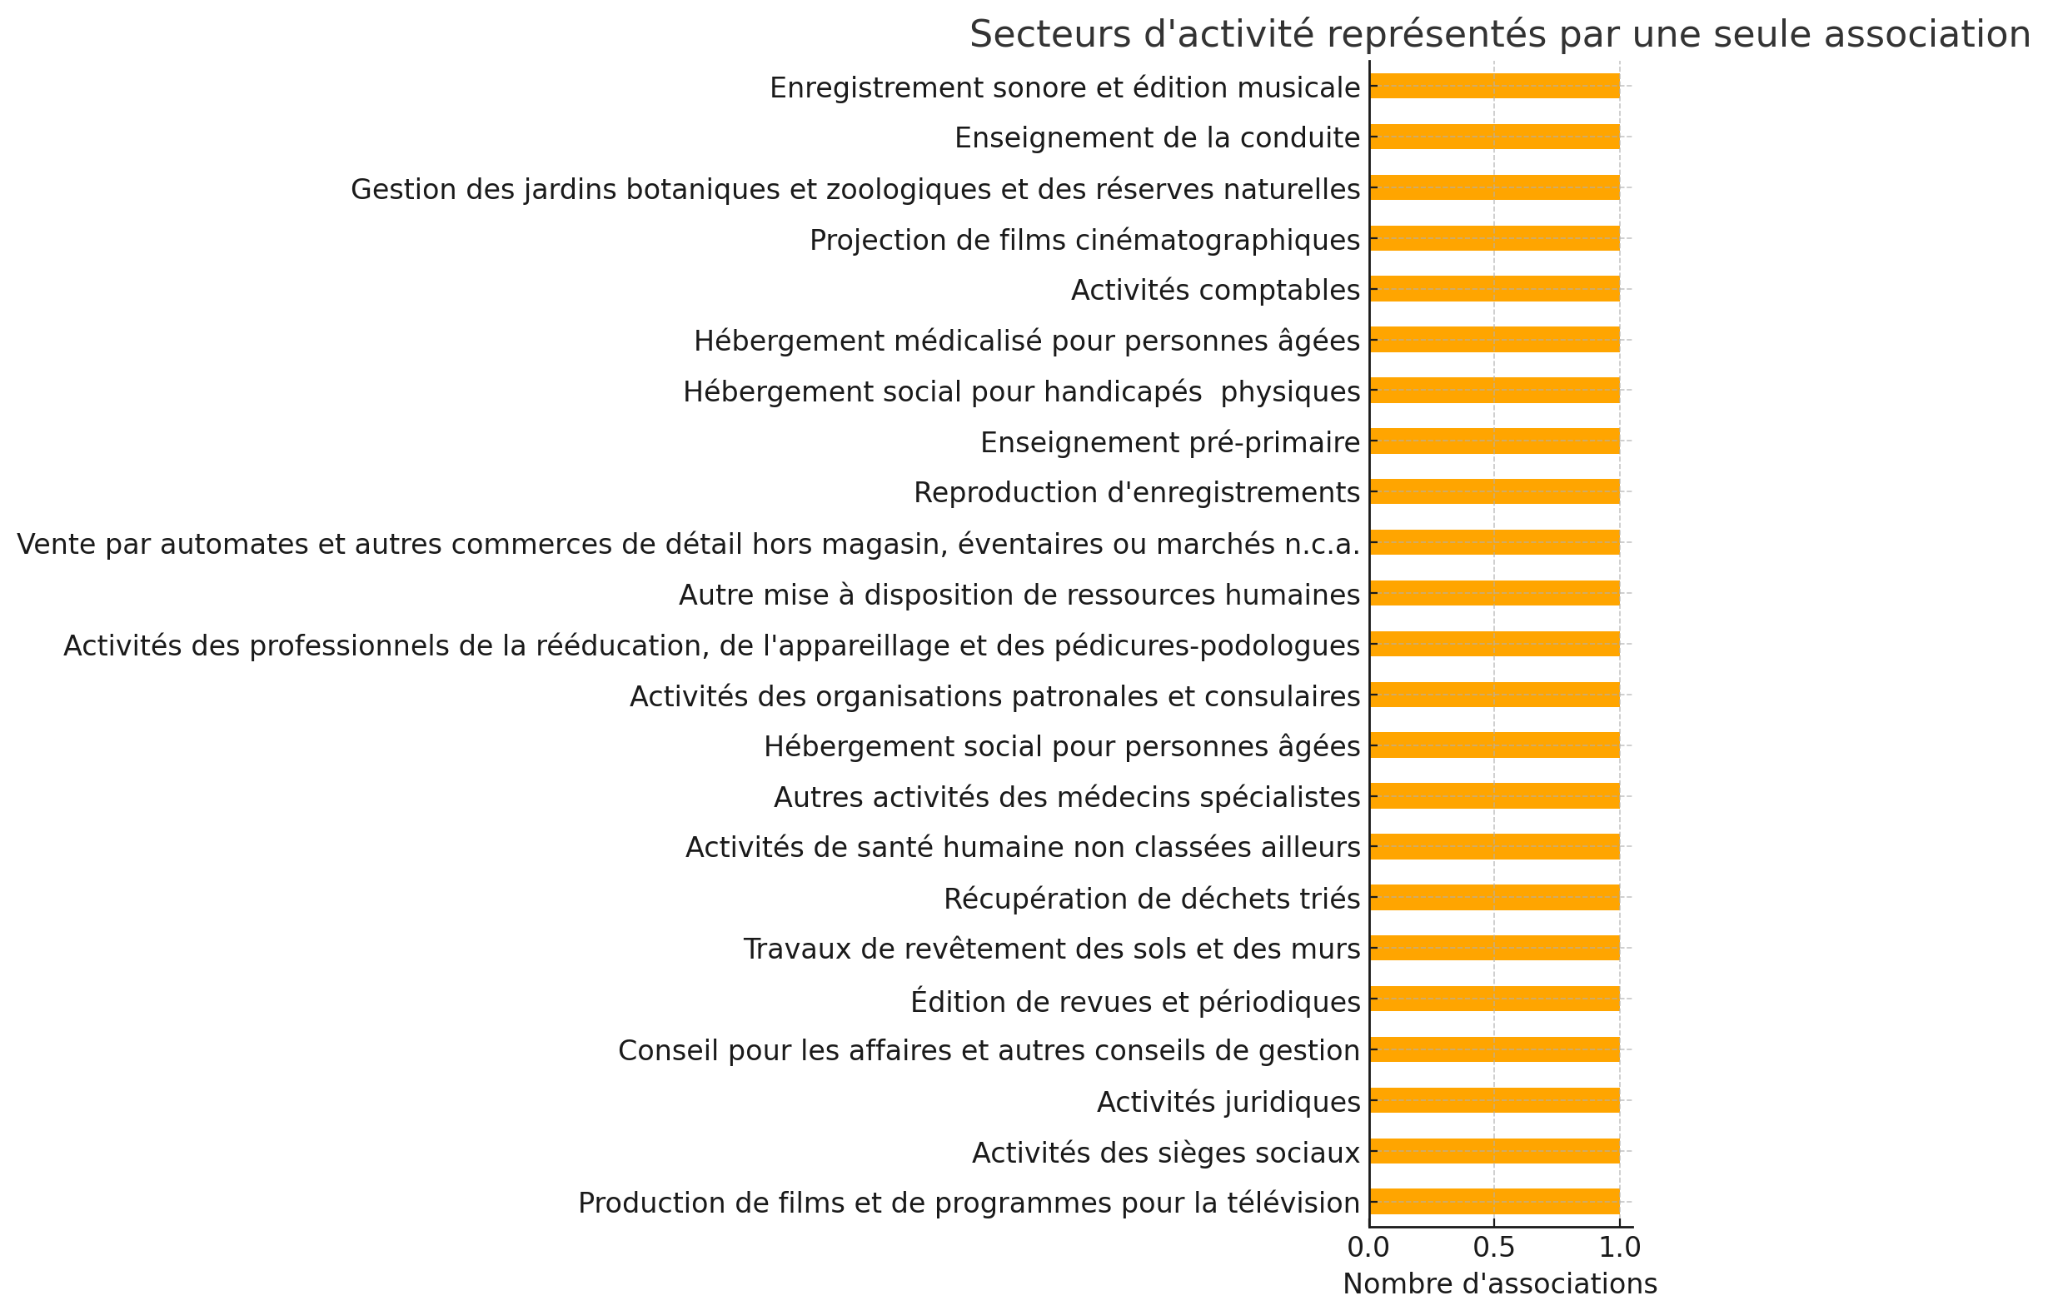 Secteurs d'activité représentés par une seule association
Enregistrement sonore et édition musicale
Enseignement de la conduite
Gestion des jardins botaniques et zoologiques et des réserves naturelles
Projection de films cinématographiques
Activités comptables
Hébergement médicalisé pour personnes âgées
Hébergement social pour handicapés  physiques
Enseignement pré-primaire
Reproduction d'enregistrements
Vente par automates et autres commerces de détail hors magasin, éventaires ou marchés n.c.a.
Autre mise à disposition de ressources humaines
Activités des professionnels de la rééducation, de l'appareillage et des pédicures-podologues
Activités des organisations patronales et consulaires
Hébergement social pour personnes âgées
Autres activités des médecins spécialistes
Activités de santé humaine non classées ailleurs
Récupération de déchets triés
Travaux de revêtement des sols et des murs
Édition de revues et périodiques
Conseil pour les affaires et autres conseils de gestion
Activités juridiques
Activités des sièges sociaux
Production de films et de programmes pour la télévision
0.0 0.5 1.0
Nombre d'associations